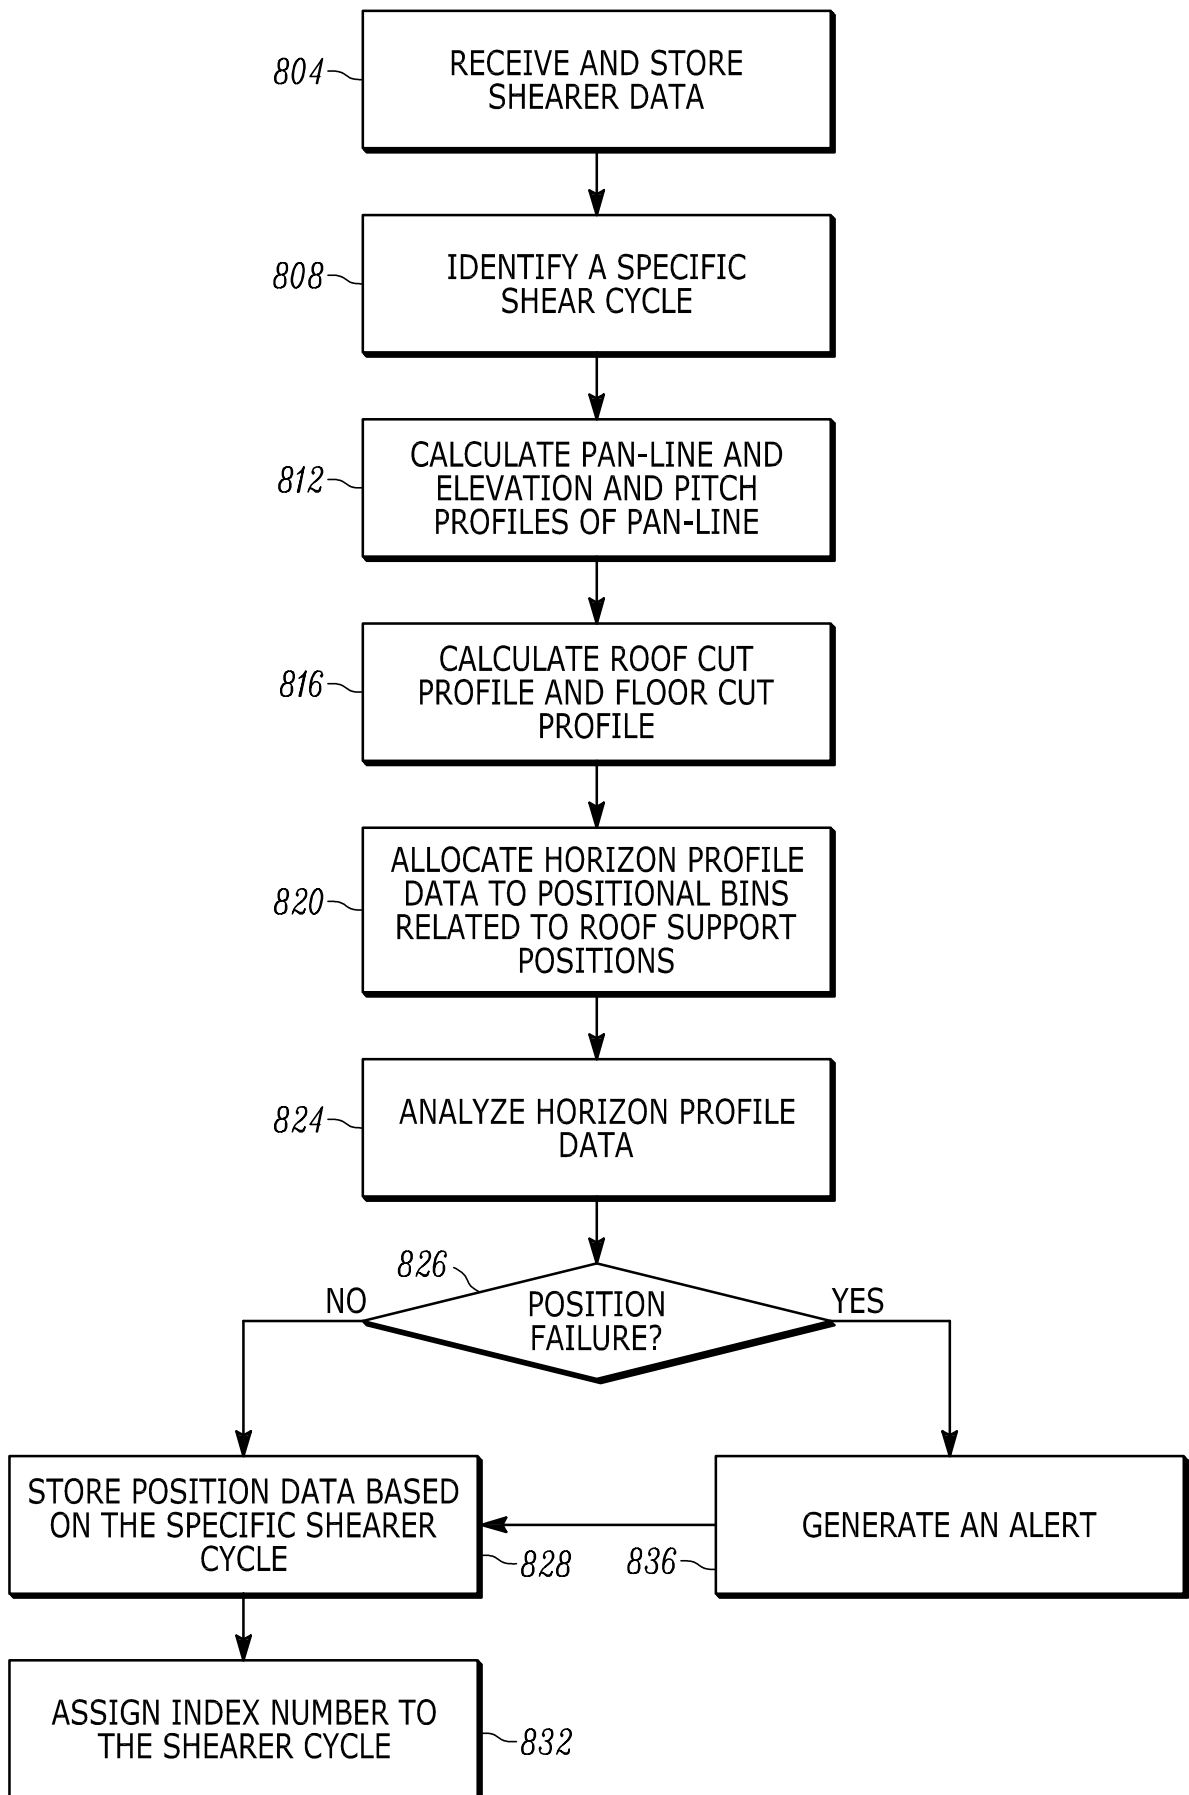 804
RECEIVE AND STORE
SHEARER DATA
808
IDENTIFY A SPECIFIC
SHEAR CYCLE
812
CALCULATE PAN-LINE AND
ELEVATION AND PITCH
PROFILES OF PAN-LINE
816
CALCULATE ROOF CUT
PROFILE AND FLOOR CUT
PROFILE
820
ALLOCATE HORIZON PROFILE
DATA TO POSITIONAL BINS
RELATED TO ROOF SUPPORT
POSITIONS
824
ANALYZE HORIZON PROFILE
DATA
826
NO
POSITION
FAILURE?
YES
STORE POSITION DATA BASED
ON THE SPECIFIC SHEARER
CYCLE
828
836
GENERATE AN ALERT
ASSIGN INDEX NUMBER TO
THE SHEARER CYCLE
832